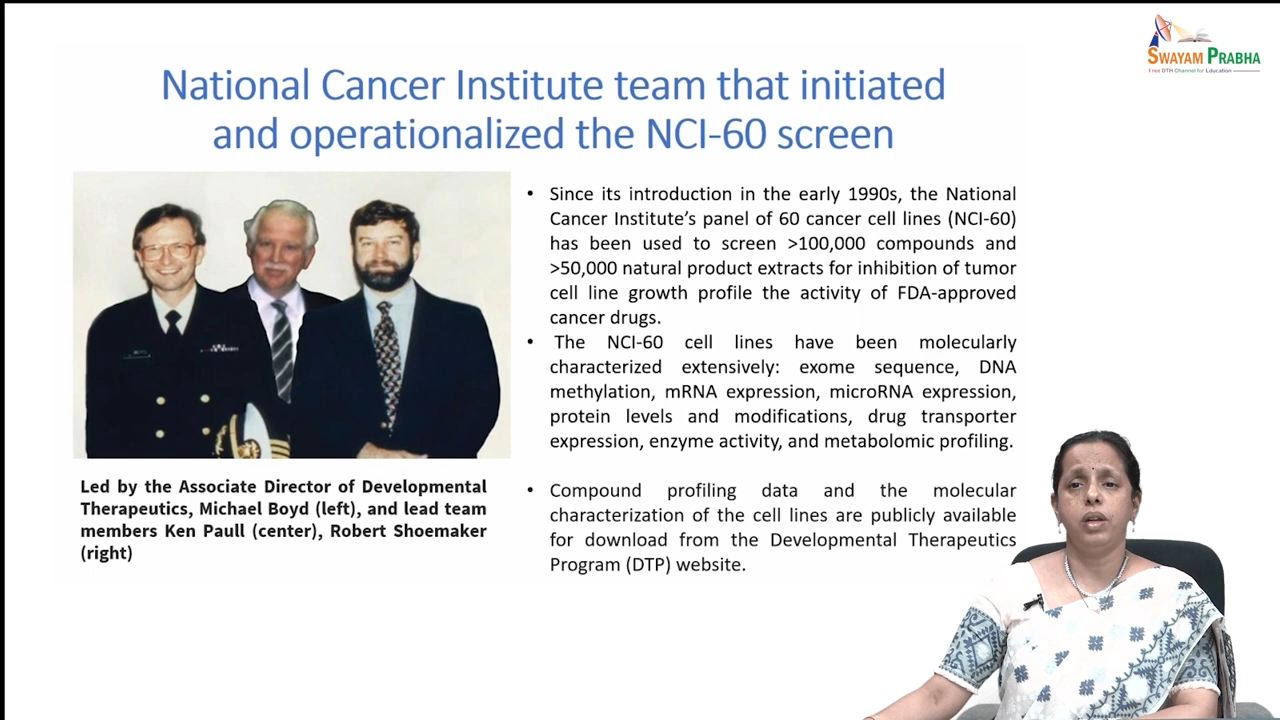 SWAYAM PRABHA
Free DTH Channel for Education
National Cancer Institute team that initiated
and operationalized the NCI-60 screen
• Since its introduction in the early 1990s, the National
Cancer Institute’s panel of 60 cancer cell lines (NCI-60)
has been used to screen >100,000 compounds and
>50,000 natural product extracts for inhibition of tumor
cell line growth profile the activity of FDA-approved
cancer drugs.
• The NCI-60 cell lines have been molecularly
characterized extensively: exome sequence, DNA
methylation, mRNA expression, microRNA expression,
protein levels and modifications, drug transporter
expression, enzyme activity, and metabolomic profiling.
• Compound profiling data and the molecular
characterization of the cell lines are publicly available
for download from the Developmental Therapeutics
Program (DTP) website.
Led by the Associate Director of Developmental
Therapeutics, Michael Boyd (left), and lead team
members Ken Paull (center), Robert Shoemaker
(right)